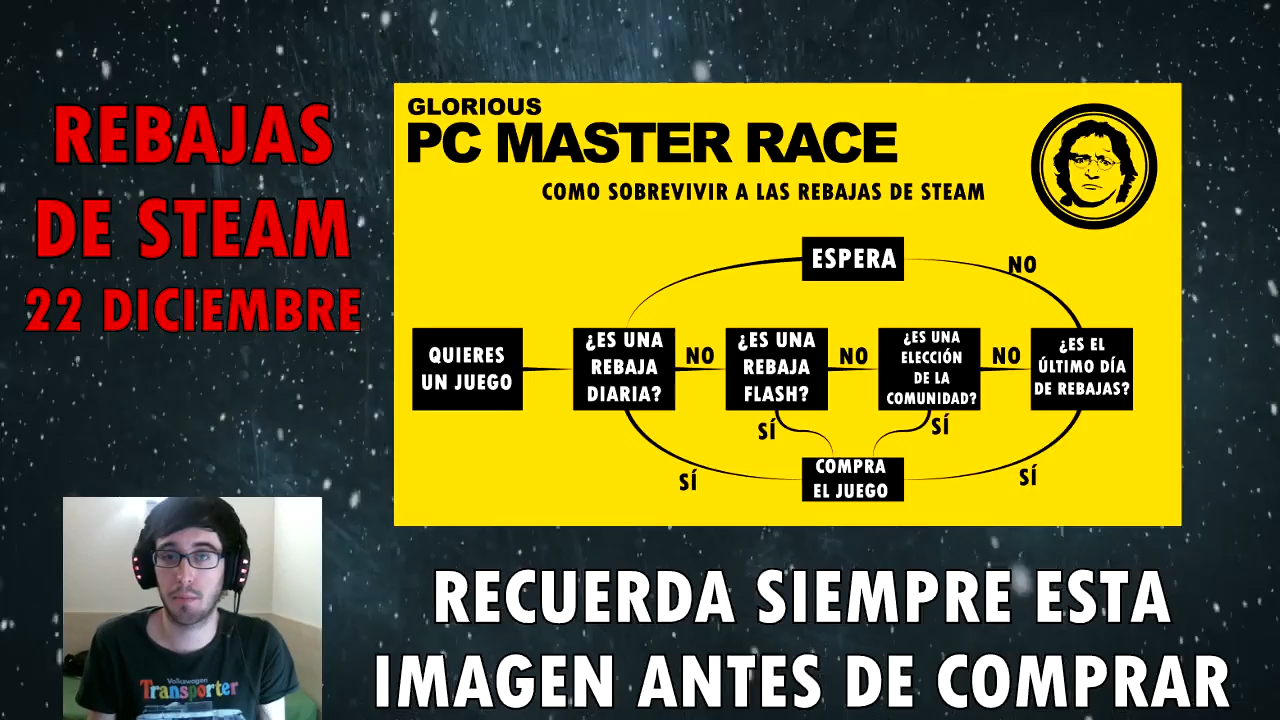 REBAJAS
DE STEAM
22 DICIEMBRE
GLORIOUS
PC MASTER RACE
COMO SOBREVIVIR A LAS REBAJAS DE STEAM
ESPERA
NO
QUIERES
UN JUEGO
¿ES UNA
REBAJA
DIARIA?
NO
¿ES UNA
REBAJA
FLASH?
NO
¿ES UNA
ELECCIÓN
DE LA
COMUNIDAD?
NO
¿ES EL
ÚLTIMO DÍA
DE REBAJAS?
SÍ
SÍ
SÍ
SÍ
COMPRA
EL JUEGO
Volkswagen
Transporter
RECUERDA SIEMPRE ESTA
IMAGEN ANTES DE COMPRAR